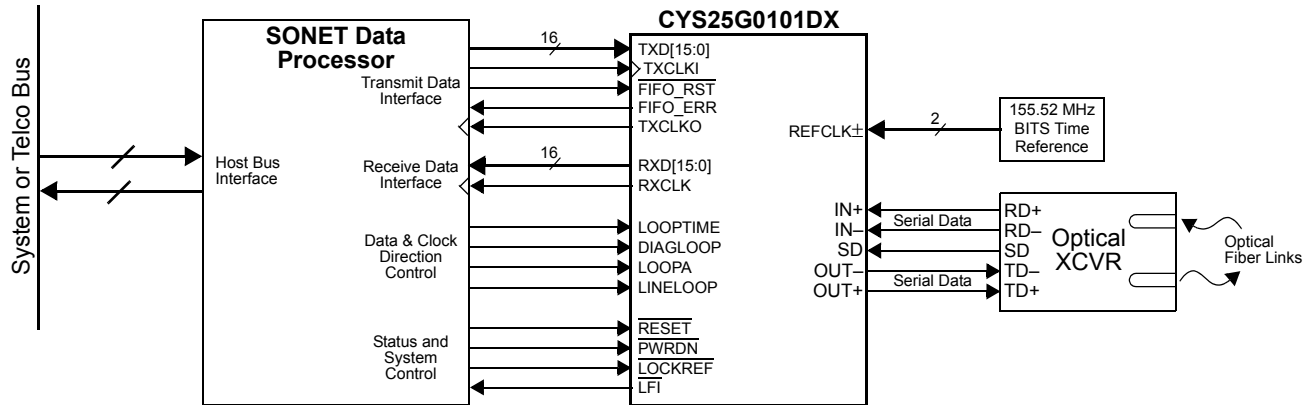 System or Telco Bus
SONET Data
Processor
Host Bus
Interface
Transmit Data
Interface
Receive Data
Interface
Data & Clock
Direction
Control
Status and
System
Control
16
16
CYS25G0101DX
TXD[15:0]
TXCLKI
FIFO_RST
FIFO_ERR
TXCLKO
RXD[15:0]
RXCLK
LOOPTIME
DIAGLOOP
LOOPA
LINELOOP
RESET
PWRDN
LOCKREF
LFI
REFCLK±
IN+
IN–
SD
OUT–
OUT+
2
155.52 MHz
BITS Time
Reference
Serial Data
Serial Data
RD+
RD–
SD
TD–
TD+
Optical
XCVR
Optical
Fiber Links